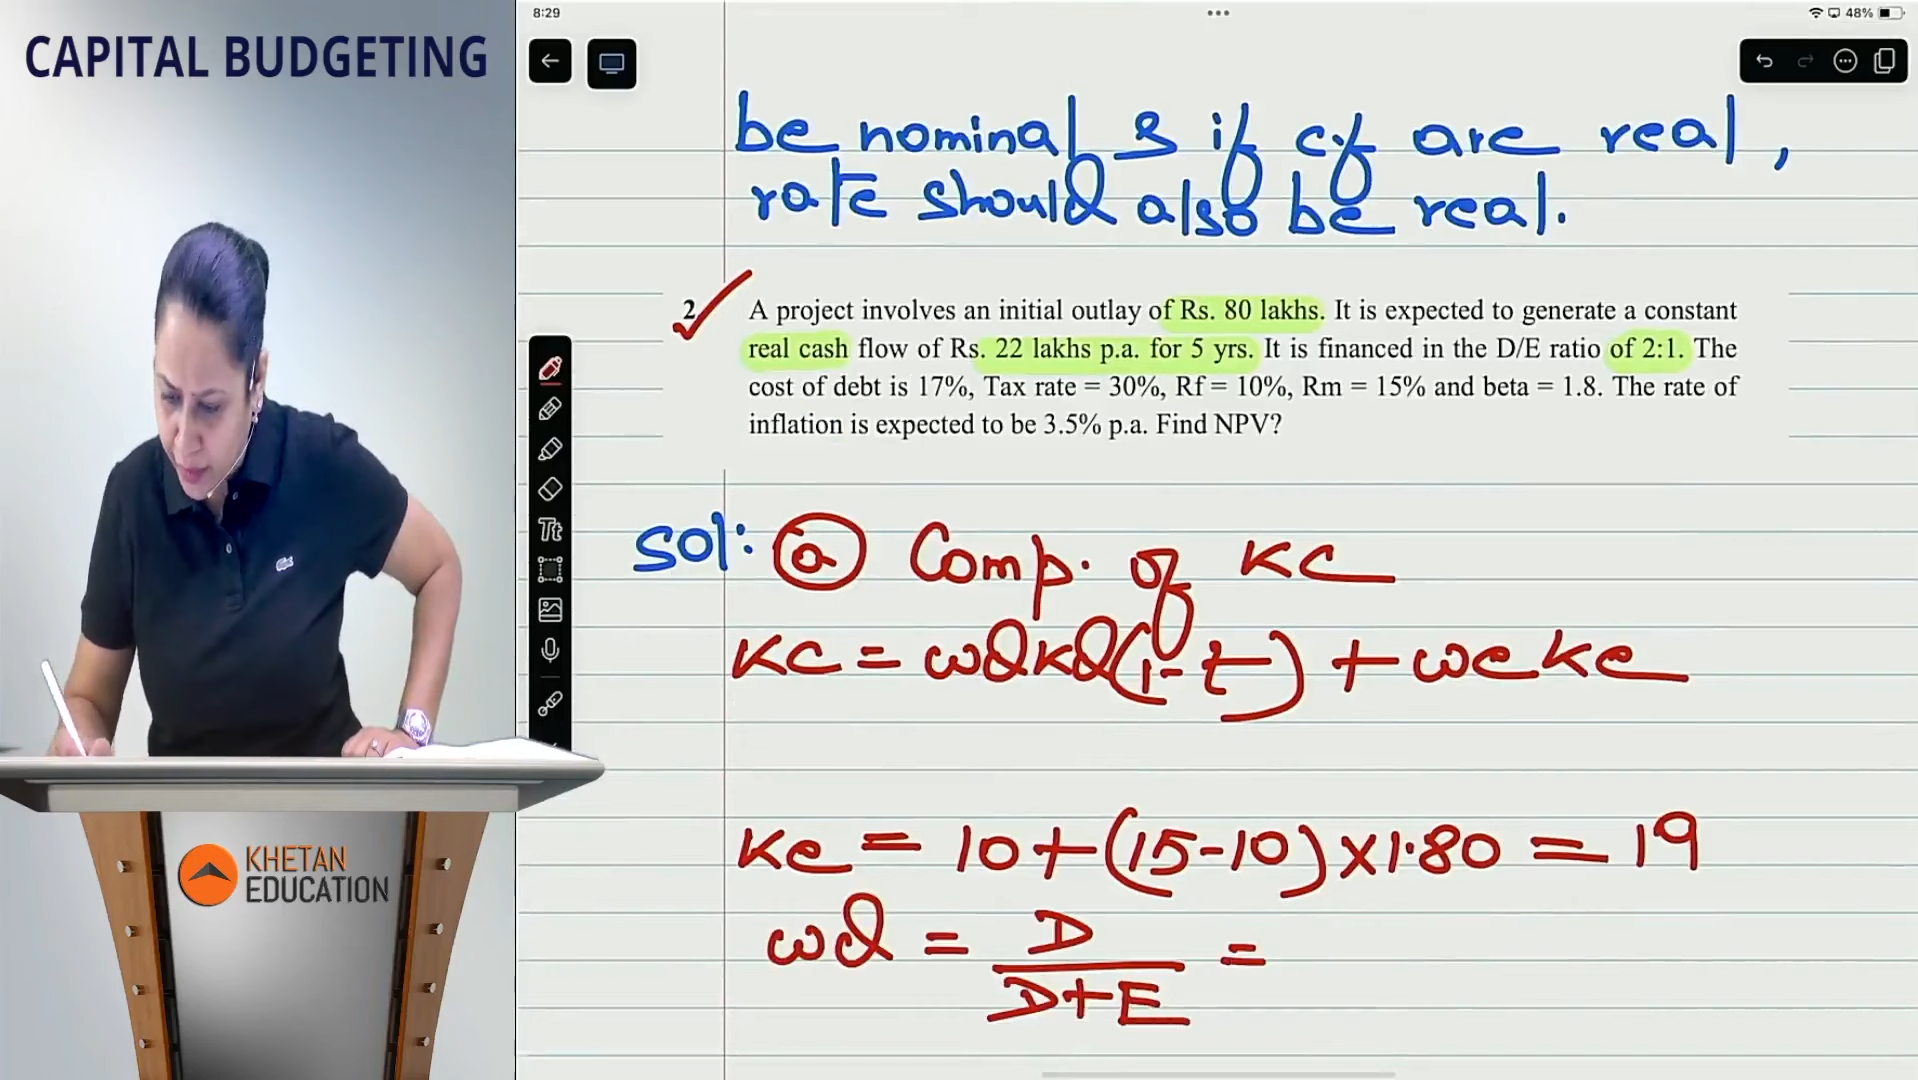 CAPITAL BUDGETING
8:29
48%
be nominal & if cf are real,
rate should also be real.
2. A project involves an initial outlay of Rs. 80 lakhs. It is expected to generate a constant
real cash flow of Rs. 22 lakhs p.a. for 5 yrs. It is financed in the D/E ratio of 2:1. The
cost of debt is 17%, Tax rate = 30%, Rf = 10%, Rm = 15% and beta = 1.8. The rate of
inflation is expected to be 3.5% p.a. Find NPV?
Tt
Sol: (a) Comp. of KC
KC = wdkd(1-t) + weke
Ke = 10+(15-10)×1.80 = 19
wd = D/D+E =
KHETAN
EDUCATION